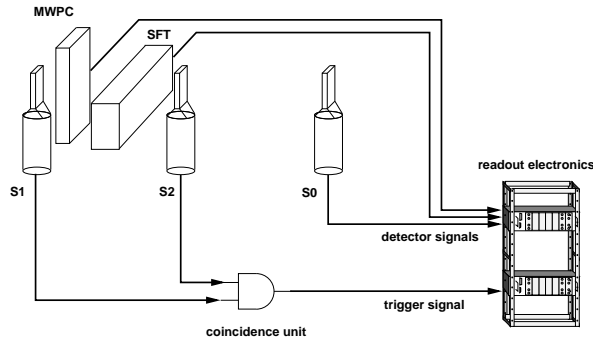 MWPC
SFT
S1
S2
S0
readout electronics
detector signals
trigger signal
coincidence unit